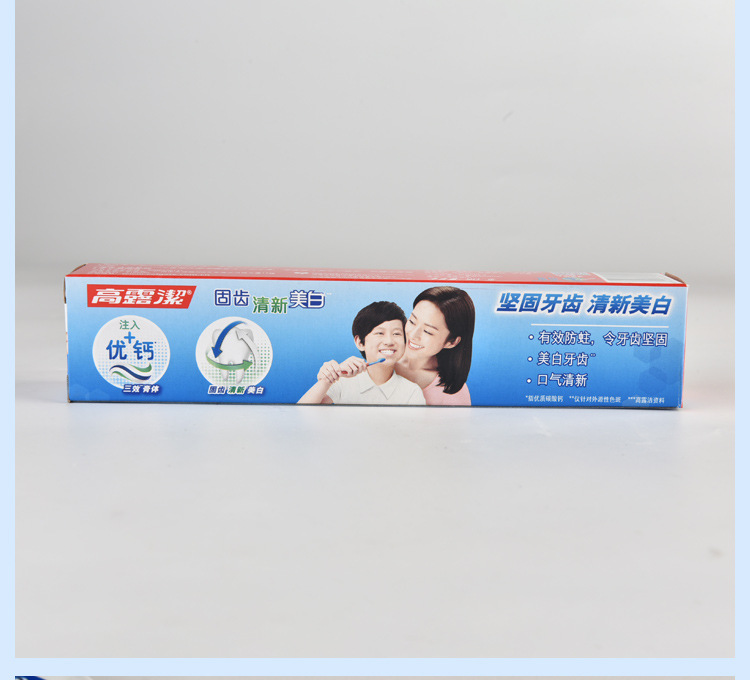 高露潔®
固齿 清新 美白
注入
优+钙*
三效 膏体
固齿 清新 美白
坚固牙齿 清新美白
• 有效防蛀，令牙齿坚固
• 美白牙齿**
• 口气清新
*指优质碳酸钙 **仅针对外源性色斑 ***高露洁资料